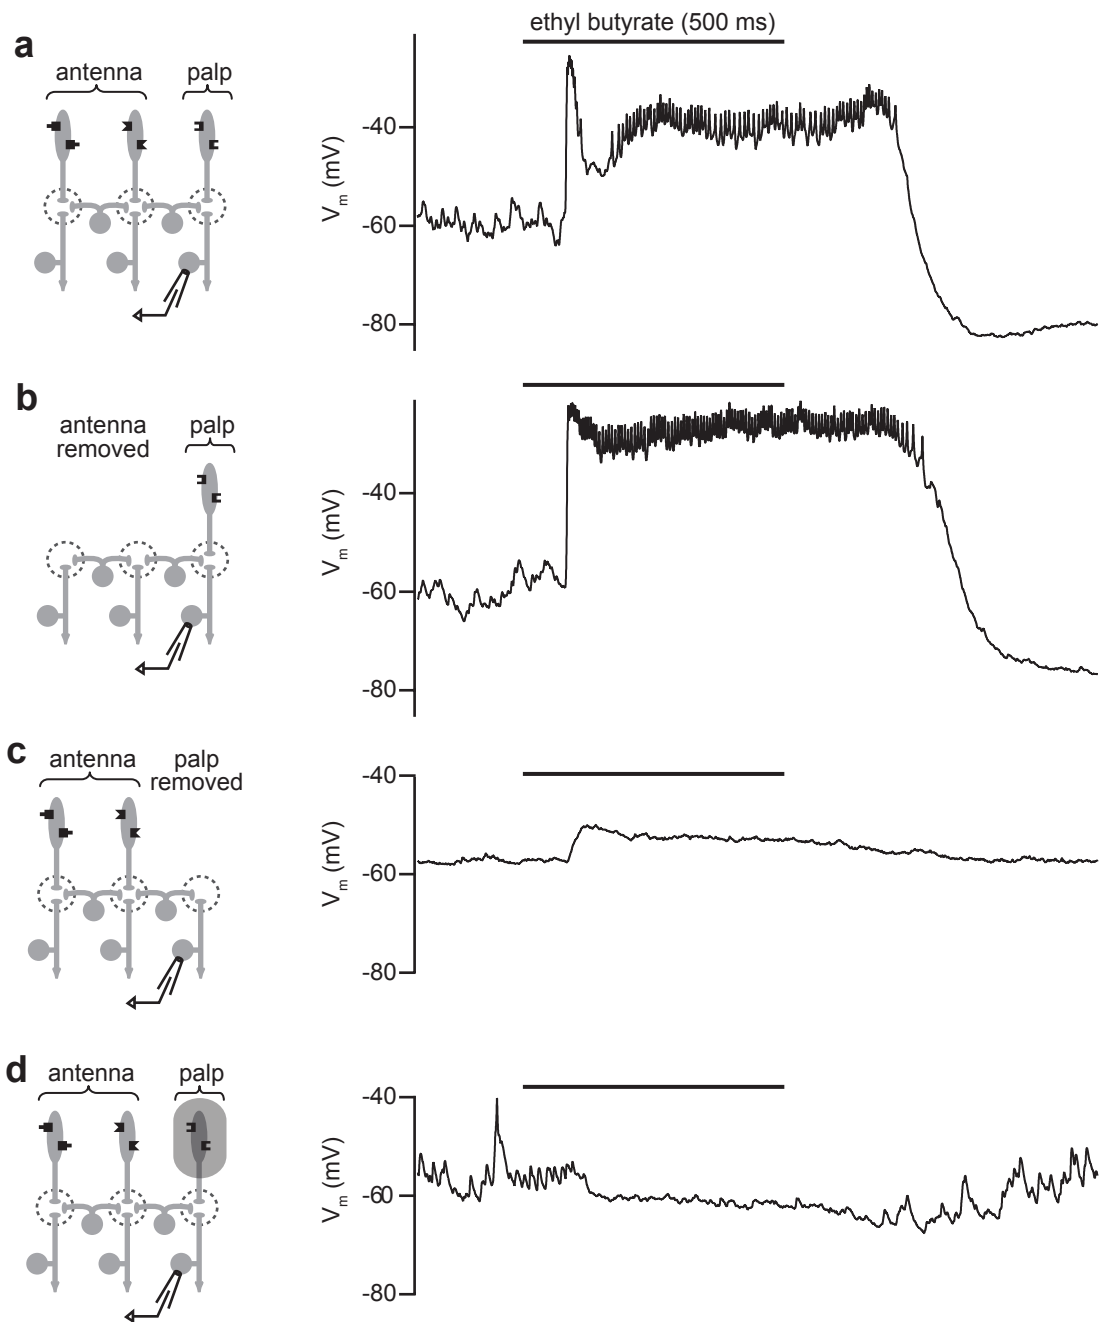 ethyl butyrate (500 ms)
a
antenna
palp
V_m (mV)
-40
-60
-80
b
antenna
removed
palp
V_m (mV)
-40
-60
-80
c
antenna
palp
removed
V_m (mV)
-40
-60
-80
d
antenna
palp
V_m (mV)
-40
-60
-80